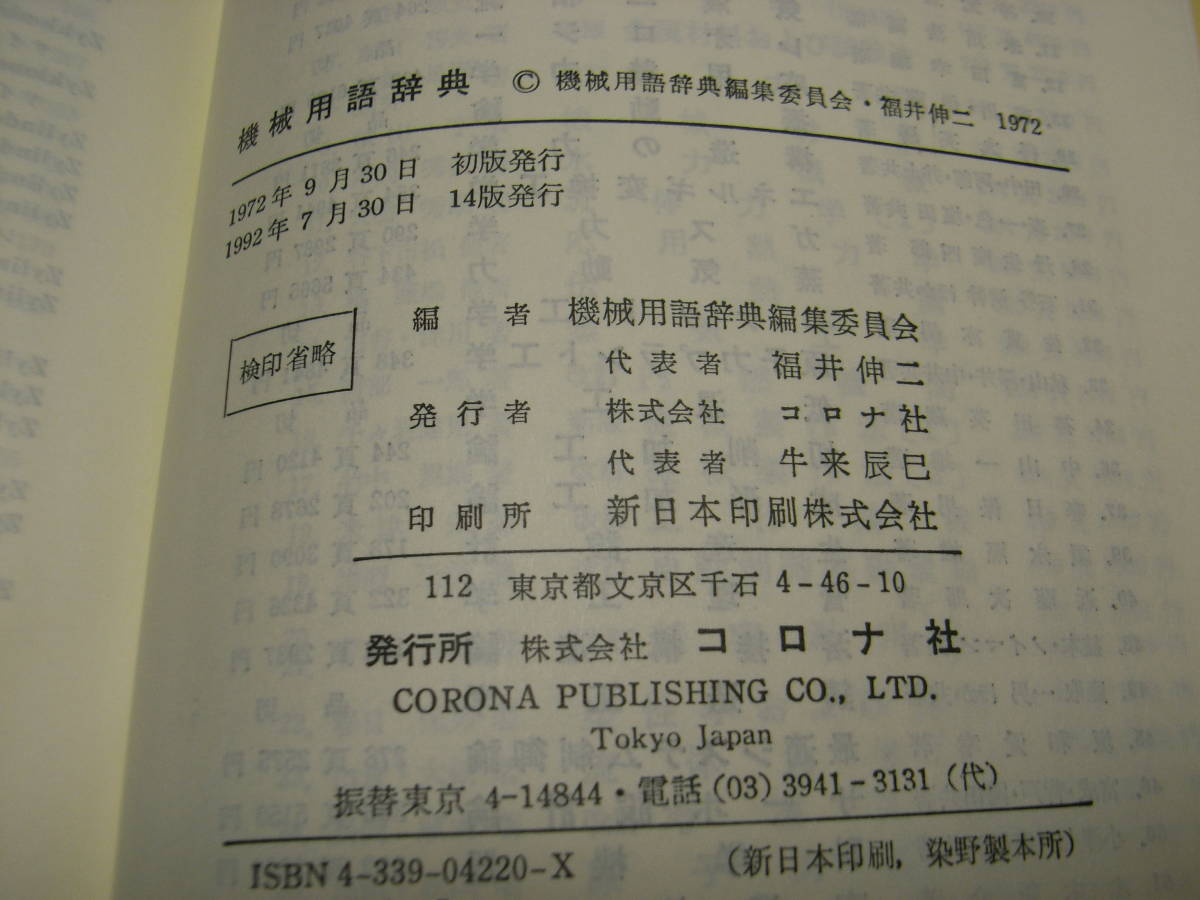 機械用語辞典 © 機械用語辞典編集委員会・福井伸二 1972
1972年9月30日 初版発行
1992年7月30日 14版発行
検印省略
編者 機械用語辞典編集委員会
代表者 福井伸二
発行者 株式会社 コロナ社
代表者 牛来辰巳
印刷所 新日本印刷株式会社
112 東京都文京区千石 4-46-10
発行所 株式会社 コロナ社
CORONA PUBLISHING CO., LTD.
Tokyo Japan
振替東京 4-14844・電話(03)3941-3131(代)
ISBN 4-339-04220-X (新日本印刷, 染野製本所)